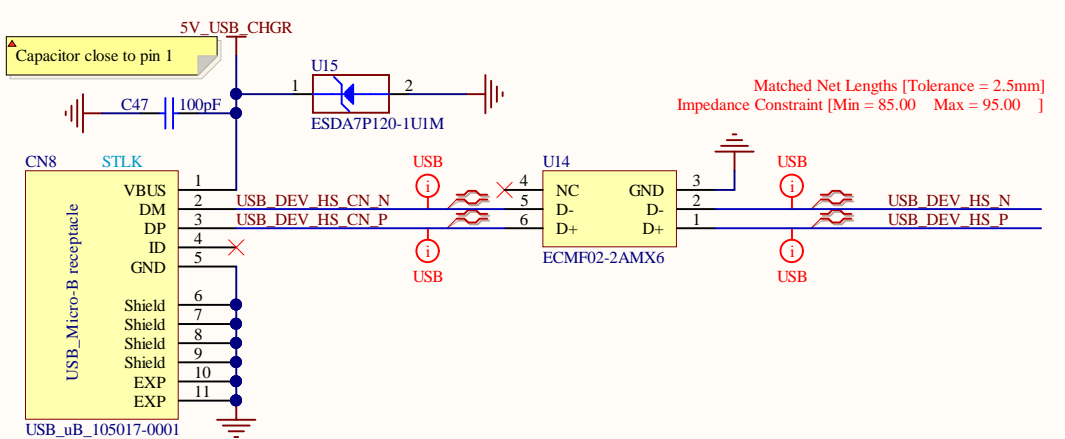 5V_USB_CHGR
Capacitor close to pin 1
U15
1
2
C47
100pF
ESDA7P120-1U1M
Matched Net Lengths [Tolerance = 2.5mm]
Impedance Constraint [Min = 85.00 Max = 95.00 ]
CN8
STLK
USB
i
U14
USB
i
VBUS
1
DM
2
USB_DEV_HS_CN_N
DP
3
USB_DEV_HS_CN_P
ID
4
GND
5
4
NC
GND
3
5
D-
D-
2
USB_DEV_HS_N
6
D+
D+
1
USB_DEV_HS_P
ECMF02-2AMX6
i
USB
i
USB
USB_Micro-B receptacle
Shield
6
Shield
7
Shield
8
Shield
9
EXP
10
EXP
11
USB_uB_105017-0001